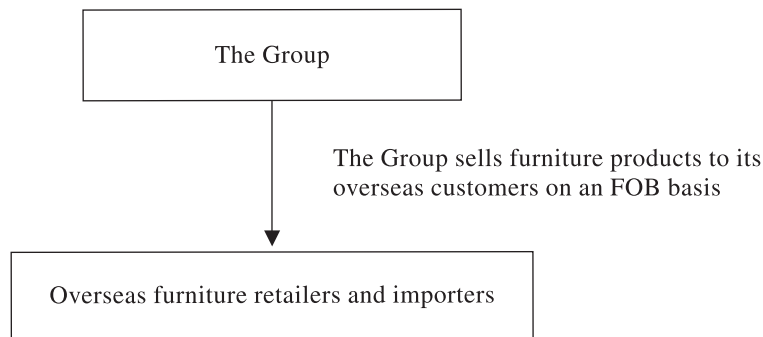 The Group
The Group sells furniture products to its
overseas customers on an FOB basis
Overseas furniture retailers and importers